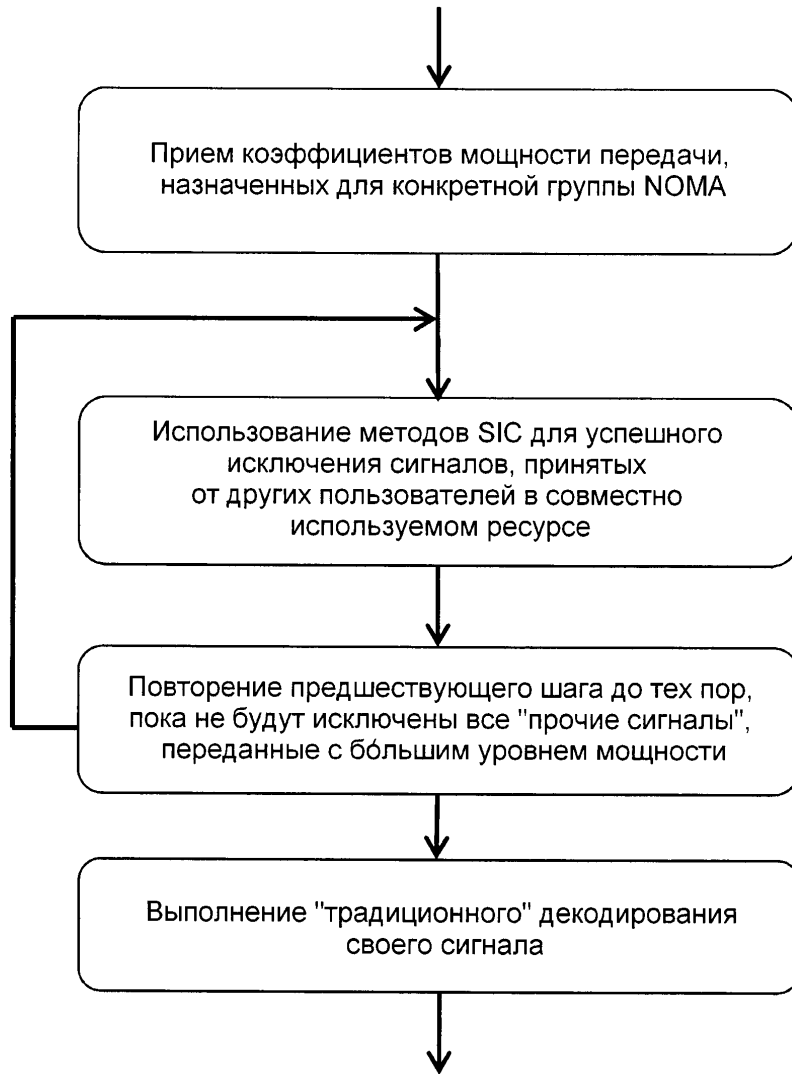 Прием коэффициентов мощности передачи,
назначенных для конкретной группы NOMA
Использование методов SIC для успешного
исключения сигналов, принятых
от других пользователей в совместно
используемом ресурсе
Повторение предшествующего шага до тех пор,
пока не будут исключены все "прочие сигналы",
переданные с бо́льшим уровнем мощности
Выполнение "традиционного" декодирования
своего сигнала